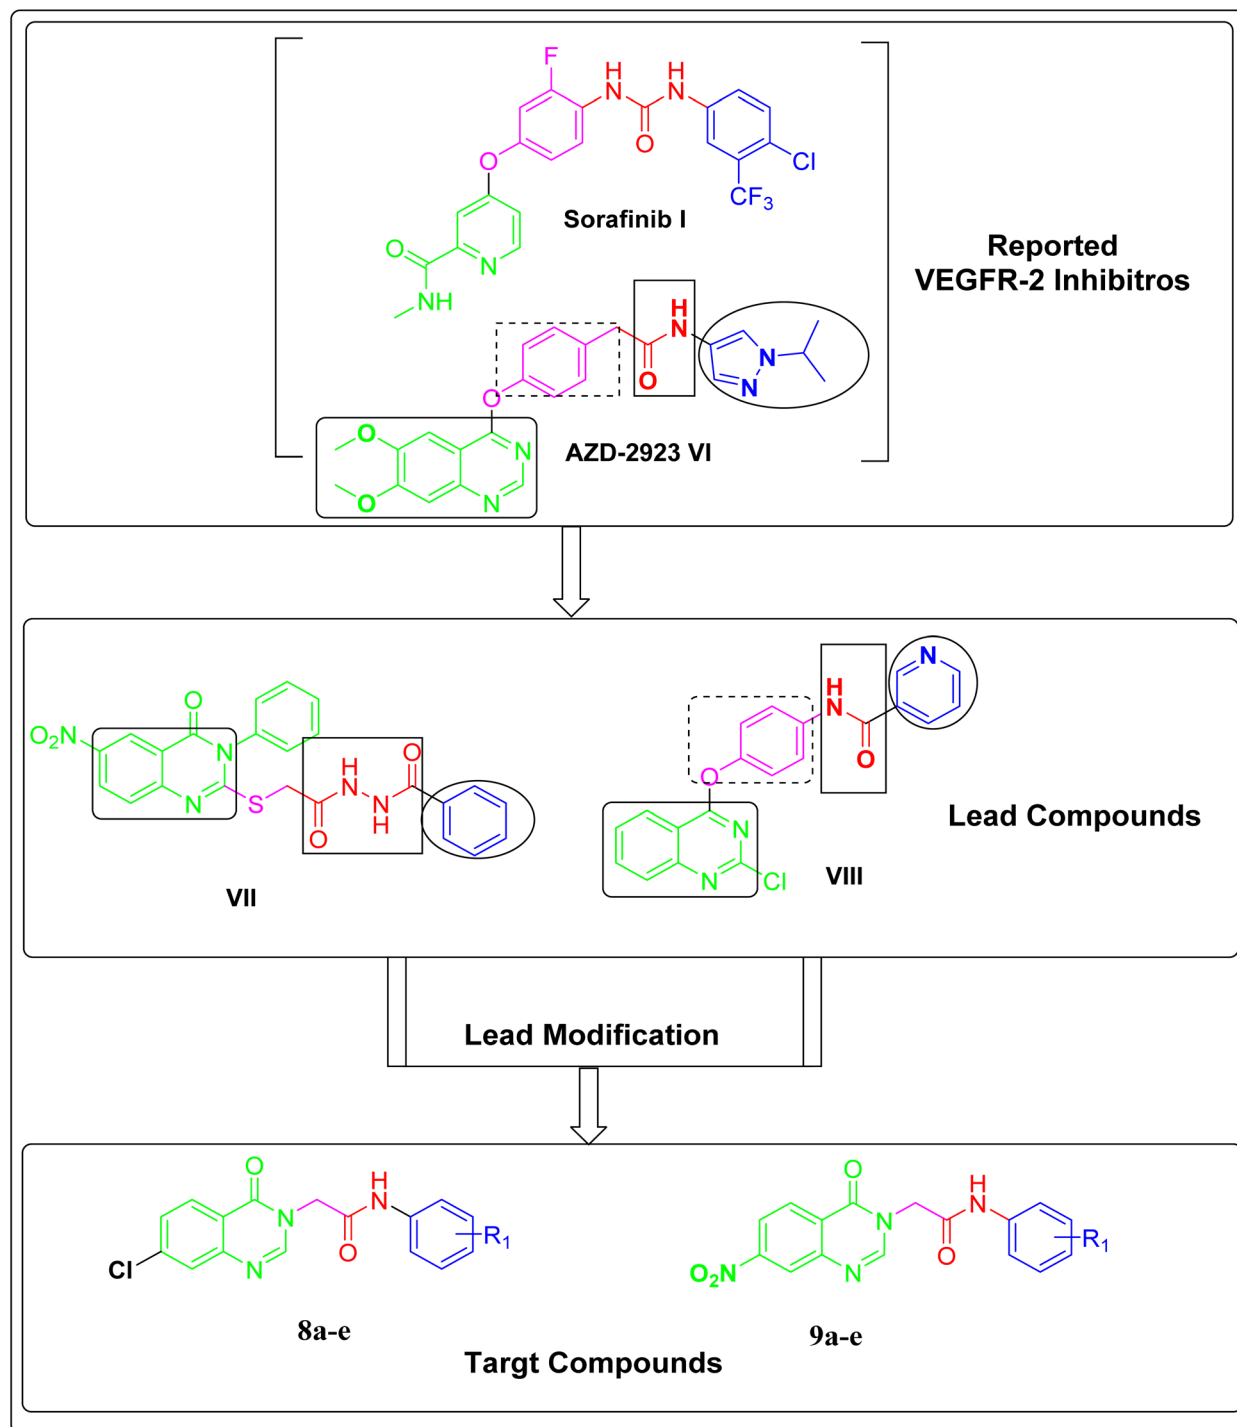 F
H
N
H
N
O
O
Cl
CF3
Sorafinib I
O
N
NH
Reported
VEGFR-2 Inhibitros
H
N
O
N
N
O
O
O
N
N
AZD-2923 VI
O
O2N
N
N
S
O
H
N
N
H
O
VII
N
H
N
O
O
N
N
Cl
VIII
Lead Compounds
Lead Modification
O
N
N
Cl
H
N
O
R1
8a-e
O
N
N
O2N
H
N
O
R1
9a-e
Targt Compounds